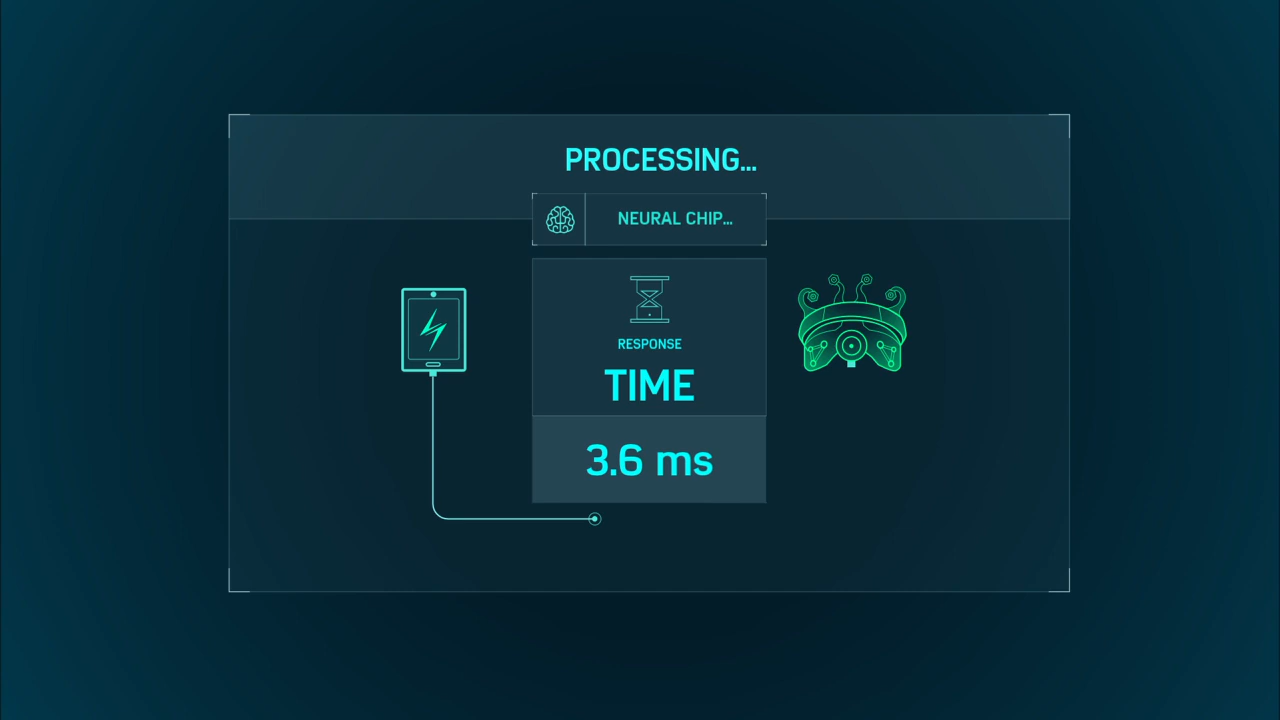 PROCESSING...
NEURAL CHIP...
RESPONSE
TIME
3.6 ms